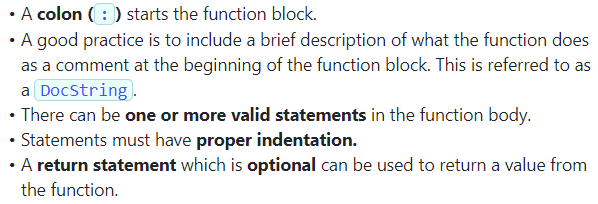 • A colon ( : ) starts the function block.
• A good practice is to include a brief description of what the function does
as a comment at the beginning of the function block. This is referred to as
a DocString .
• There can be one or more valid statements in the function body.
• Statements must have proper indentation.
• A return statement which is optional can be used to return a value from
the function.